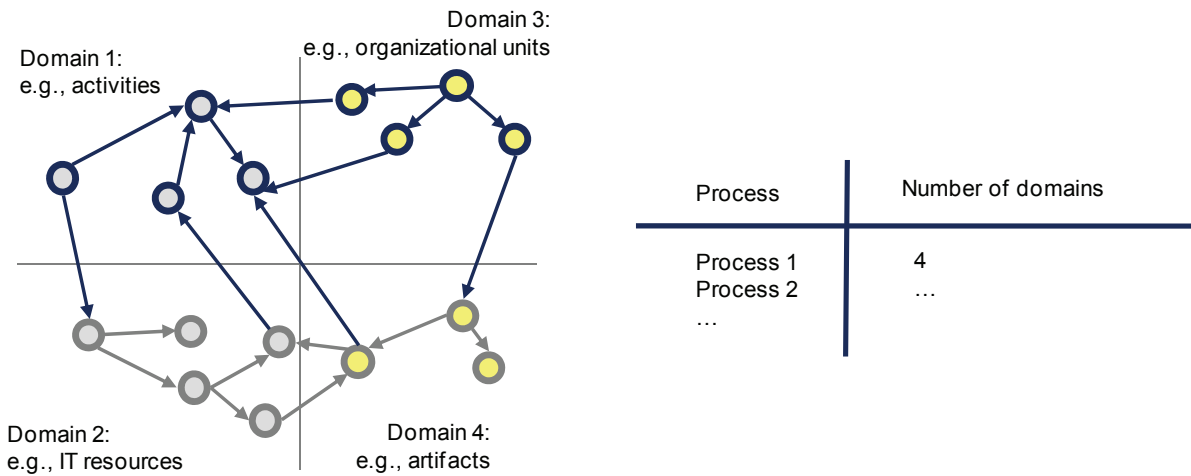 Domain 1:
e.g., activities
Domain 3:
e.g., organizational units
Domain 2:
e.g., IT resources
Domain 4:
e.g., artifacts
Process
Number of domains
Process 1
4
Process 2
…
…